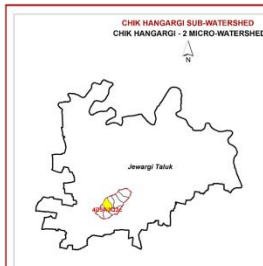 CHIK HANGARGI SUB-WATERSHED
CHIK HANGARGI - 2 MICRO-WATERSHED
N
Jewargi Taluk